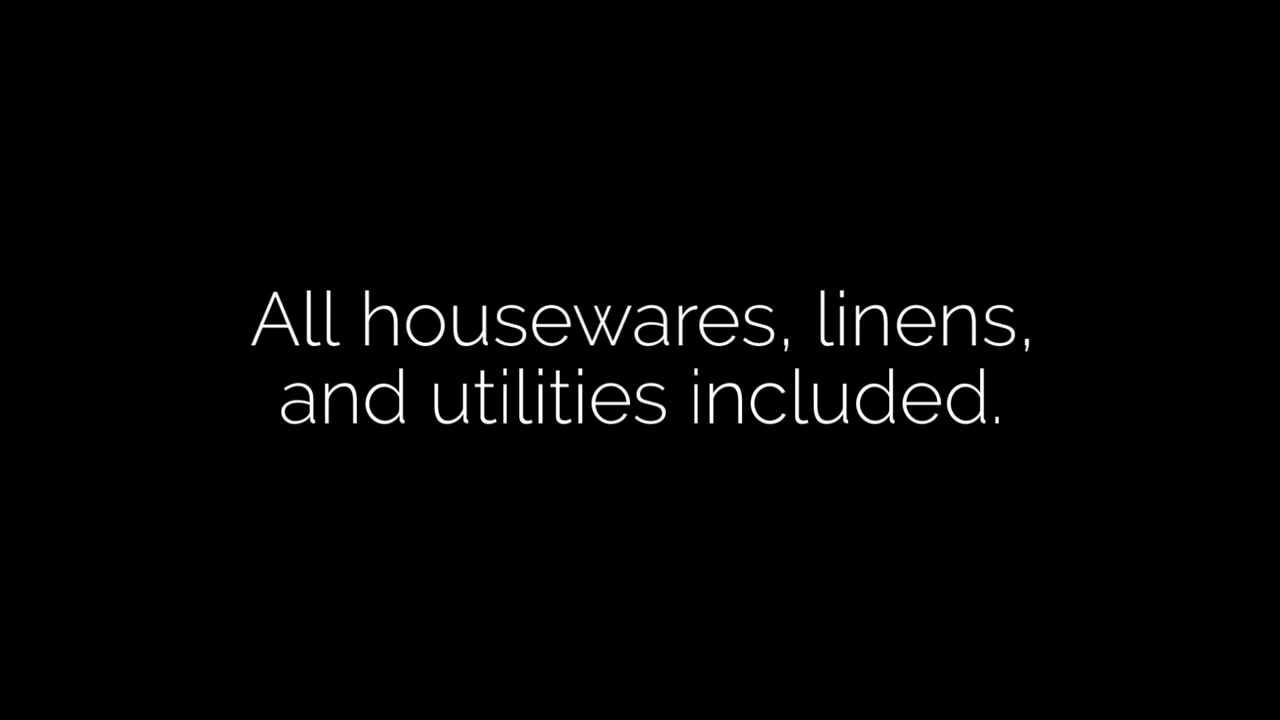 All housewares, linens,
and utilities included.